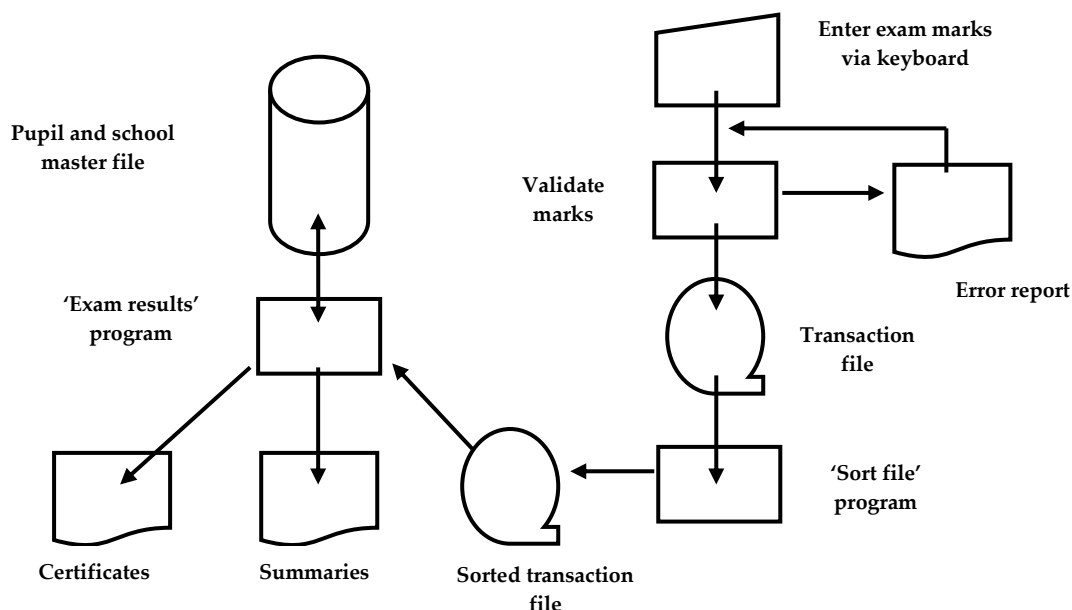 Enter exam marks
via keyboard
Pupil and school
master file
Validate
marks
Error report
‘Exam results’
program
Transaction
file
‘Sort file’
program
Certificates
Summaries
Sorted transaction
file